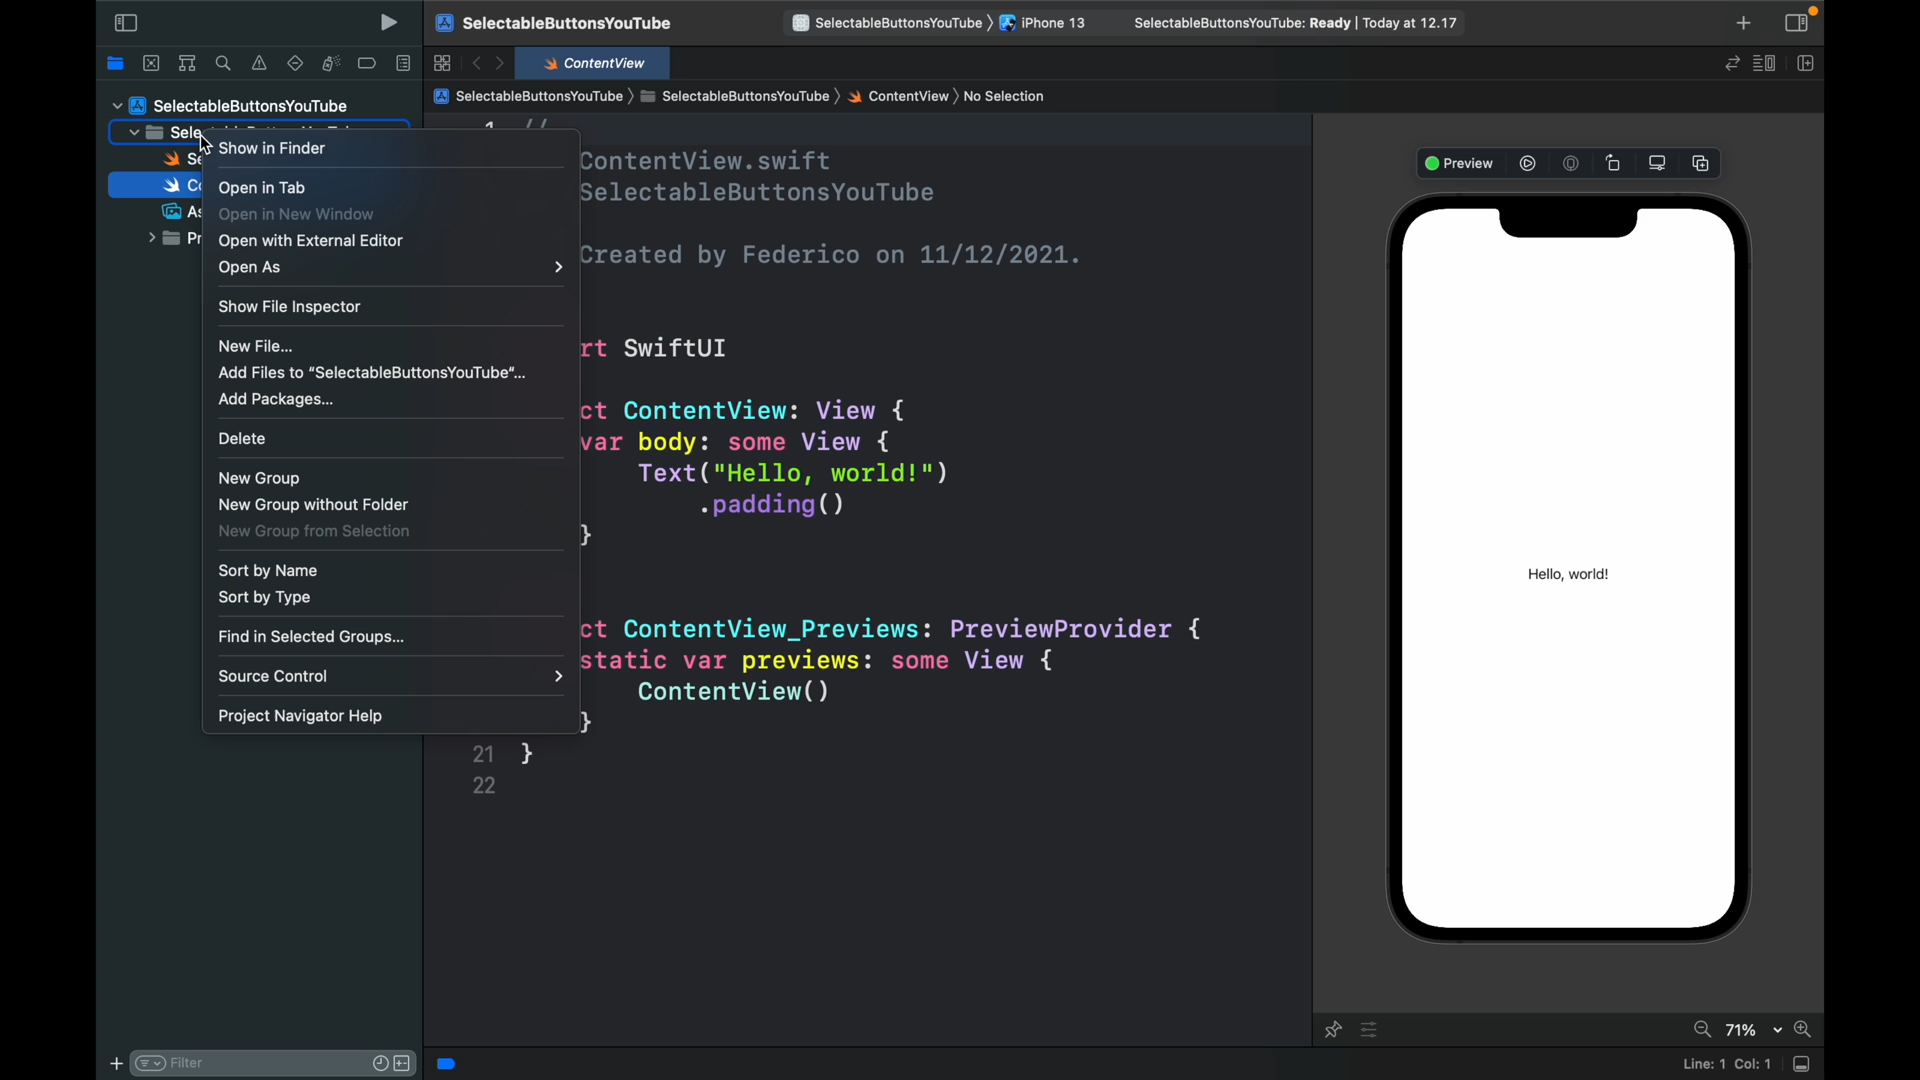 SelectableButtonsYouTube
SelectableButtonsYouTube
iPhone 13
SelectableButtonsYouTube: Ready | Today at 12.17
ContentView
SelectableButtonsYouTube
SelectableButtonsYouTube
ContentView
No Selection
SelectableButtonsYouTube
Show in Finder
Open in Tab
Open in New Window
Open with External Editor
Open As
Show File Inspector
New File...
Add Files to “SelectableButtonsYouTube“...
Add Packages...
Delete
New Group
New Group without Folder
New Group from Selection
Sort by Name
Sort by Type
Find in Selected Groups...
Source Control
Project Navigator Help
ContentView.swift
SelectableButtonsYouTube
Created by Federico on 11/12/2021.
rt SwiftUI
ct ContentView: View {
var body: some View {
Text("Hello, world!")
.padding()
}
ct ContentView_Previews: PreviewProvider {
static var previews: some View {
ContentView()
}
21 }
22
Preview
Hello, world!
71%
Filter
Line: 1 Col: 1